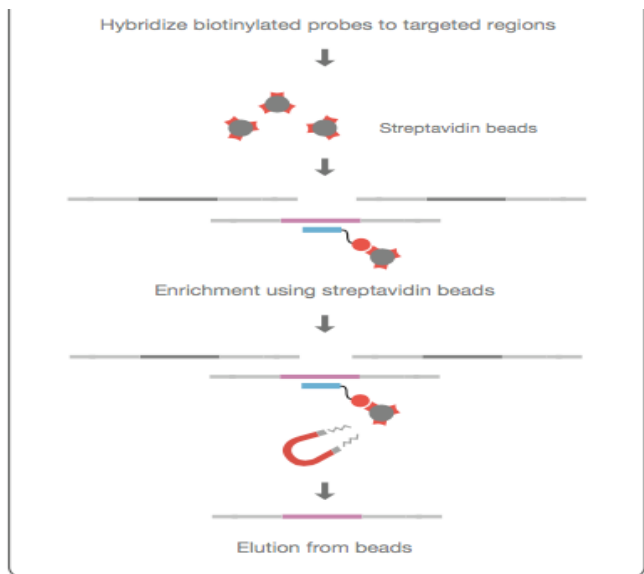 Hybridize biotinylated probes to targeted regions
Streptavidin beads
Enrichment using streptavidin beads
Elution from beads